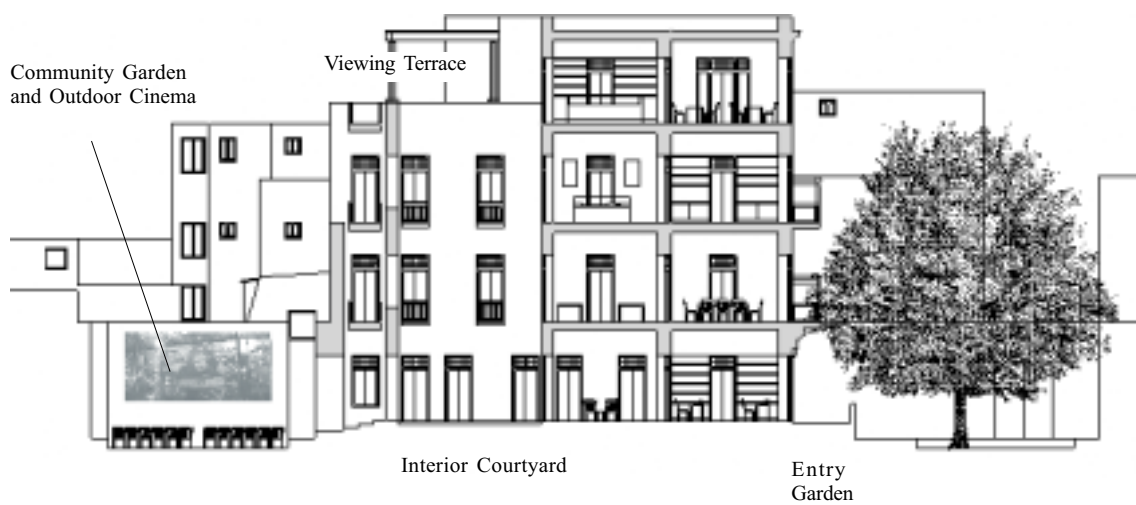 Viewing Terrace
Community Garden
and Outdoor Cinema
Interior Courtyard
Entry
Garden